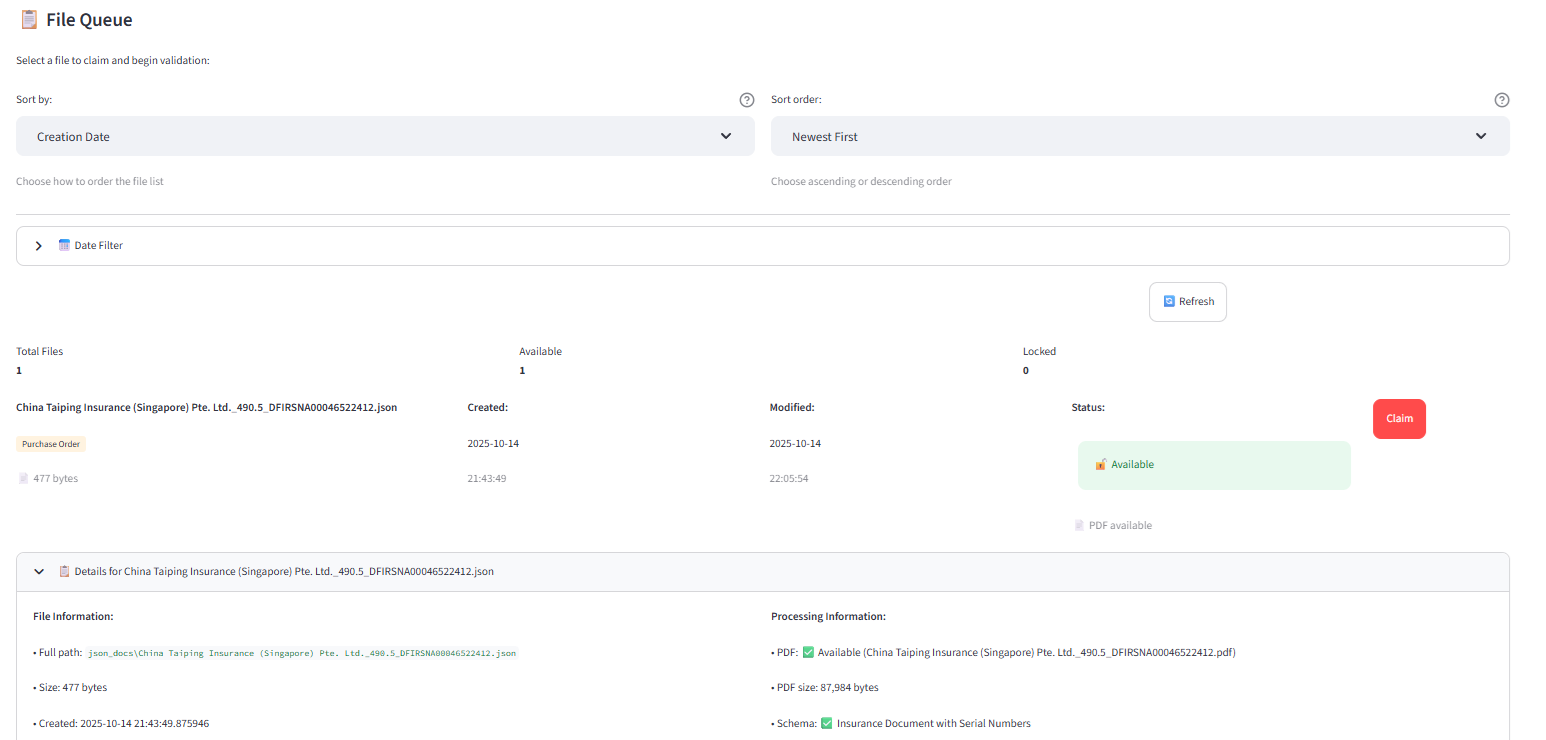 File Queue
Select a file to claim and begin validation:
Sort by:
Sort order:
Creation Date
Newest First
Choose how to order the file list
Choose ascending or descending order
Date Filter
Refresh
Total Files
Available
Locked
1
1
0
China Taiping Insurance (Singapore) Pte. Ltd._490.5_DFIRSNA00046522412.json
Created:
Modified:
Status:
Claim
Purchase Order
2025-10-14
2025-10-14
Available
477 bytes
21:43:49
22:05:54
PDF available
Details for China Taiping Insurance (Singapore) Pte. Ltd._490.5_DFIRSNA00046522412.json
File Information:
Processing Information:
• Full path: json_docs\China Taiping Insurance (Singapore) Pte. Ltd._490.5_DFIRSNA00046522412.json
• PDF: ✅ Available (China Taiping Insurance (Singapore) Pte. Ltd._490.5_DFIRSNA00046522412.pdf)
• Size: 477 bytes
• PDF size: 87,984 bytes
• Created: 2025-10-14 21:43:49.875946
• Schema: ✅ Insurance Document with Serial Numbers